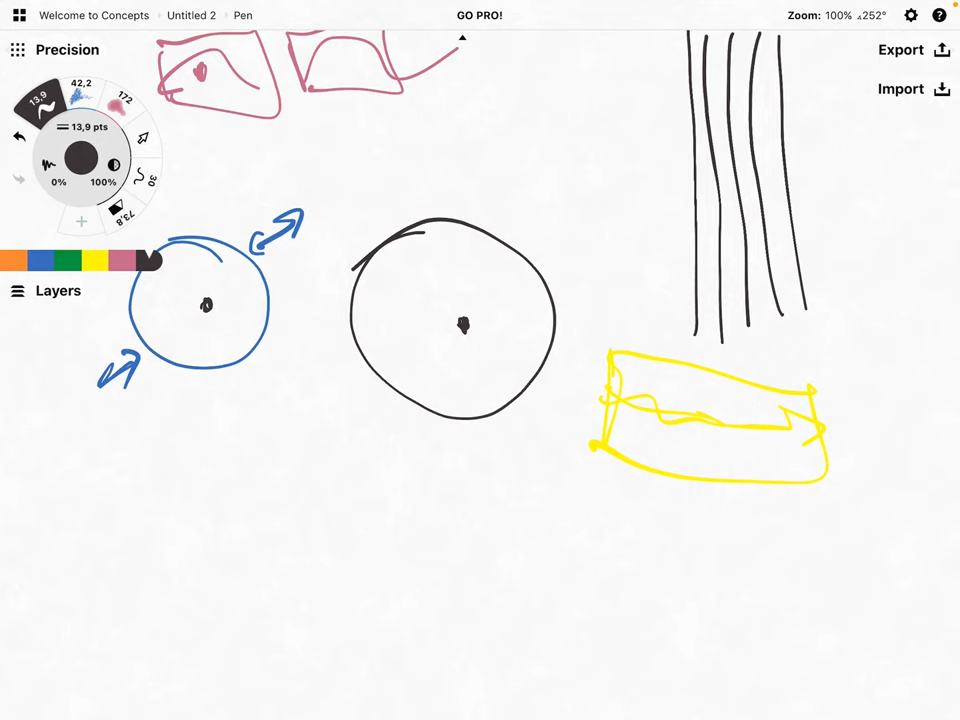 Welcome to Concepts › Untitled 2 › Pen
GO PRO!
Zoom: 100% ⊿252°
?
Precision
Export
Import
13,9
42,2
172
13,9 pts
30
0%
100%
73,8
+
Layers